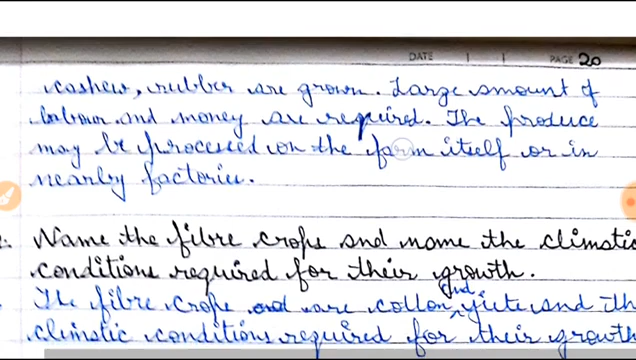 DATE PAGE 20
cashew, rubber are grown. Large amount of
labour and money are required. The produce
may be processed on the farm itself or in
nearby factories.
Name the fibre crops and name the climatic
conditions required for their growth.
The fibre crops are cotton and jute and th
climatic conditions required for their growth